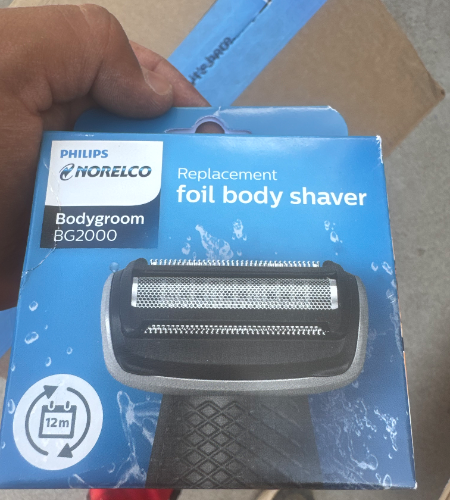 PHILIPS
NORELCO
Bodygroom
BG2000
Replacement
foil body shaver
12m